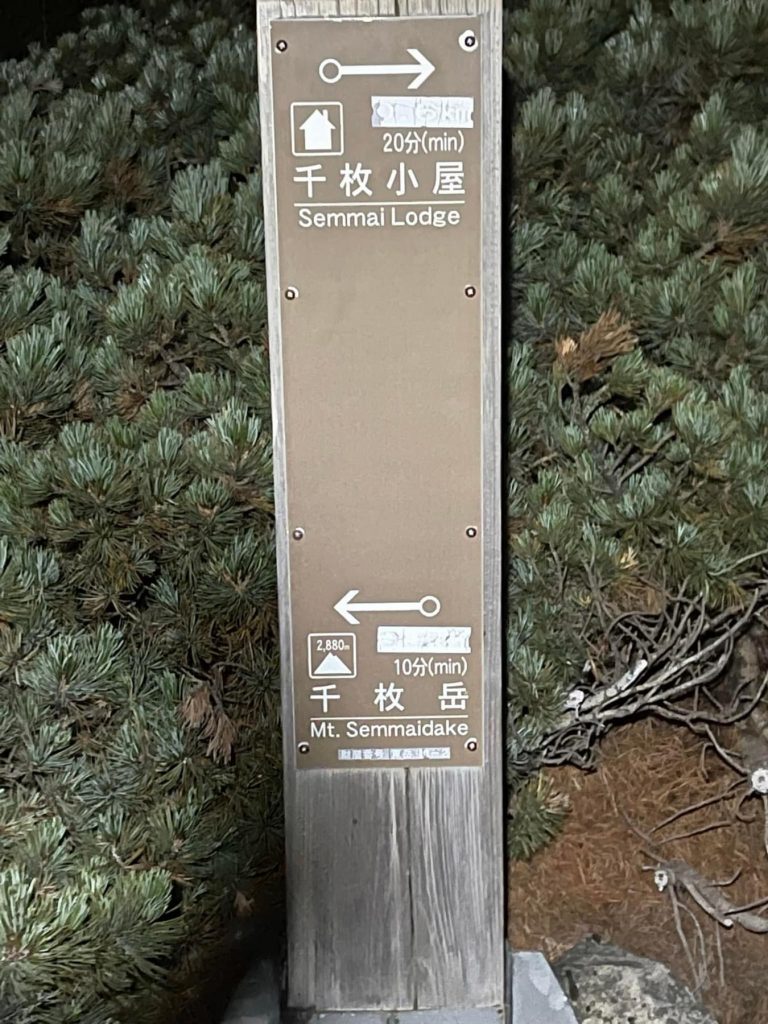 20分(min)
千枚小屋
Semmai Lodge
2,880m
10分(min)
千枚岳
Mt. Semmaidake